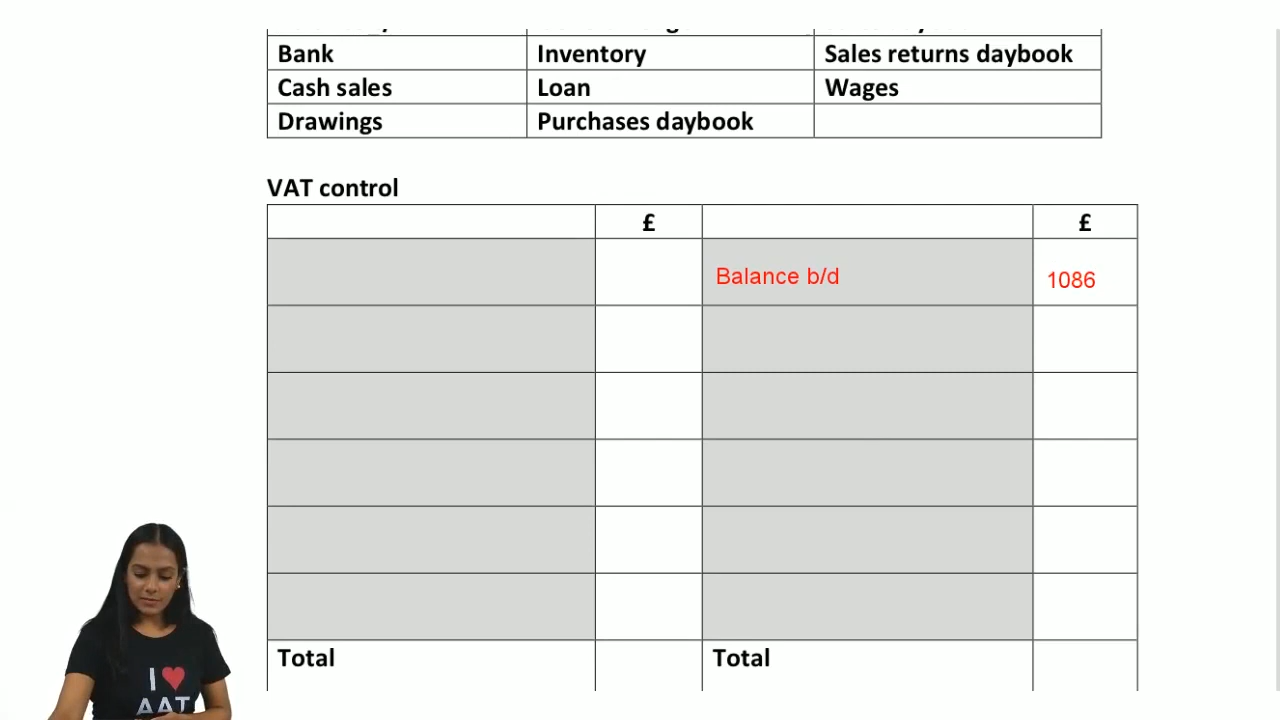 Bank Inventory Sales returns daybook
Cash sales Loan Wages
Drawings Purchases daybook
VAT control
£ £
Balance b/d 1086
Total Total
I ❤ AAT